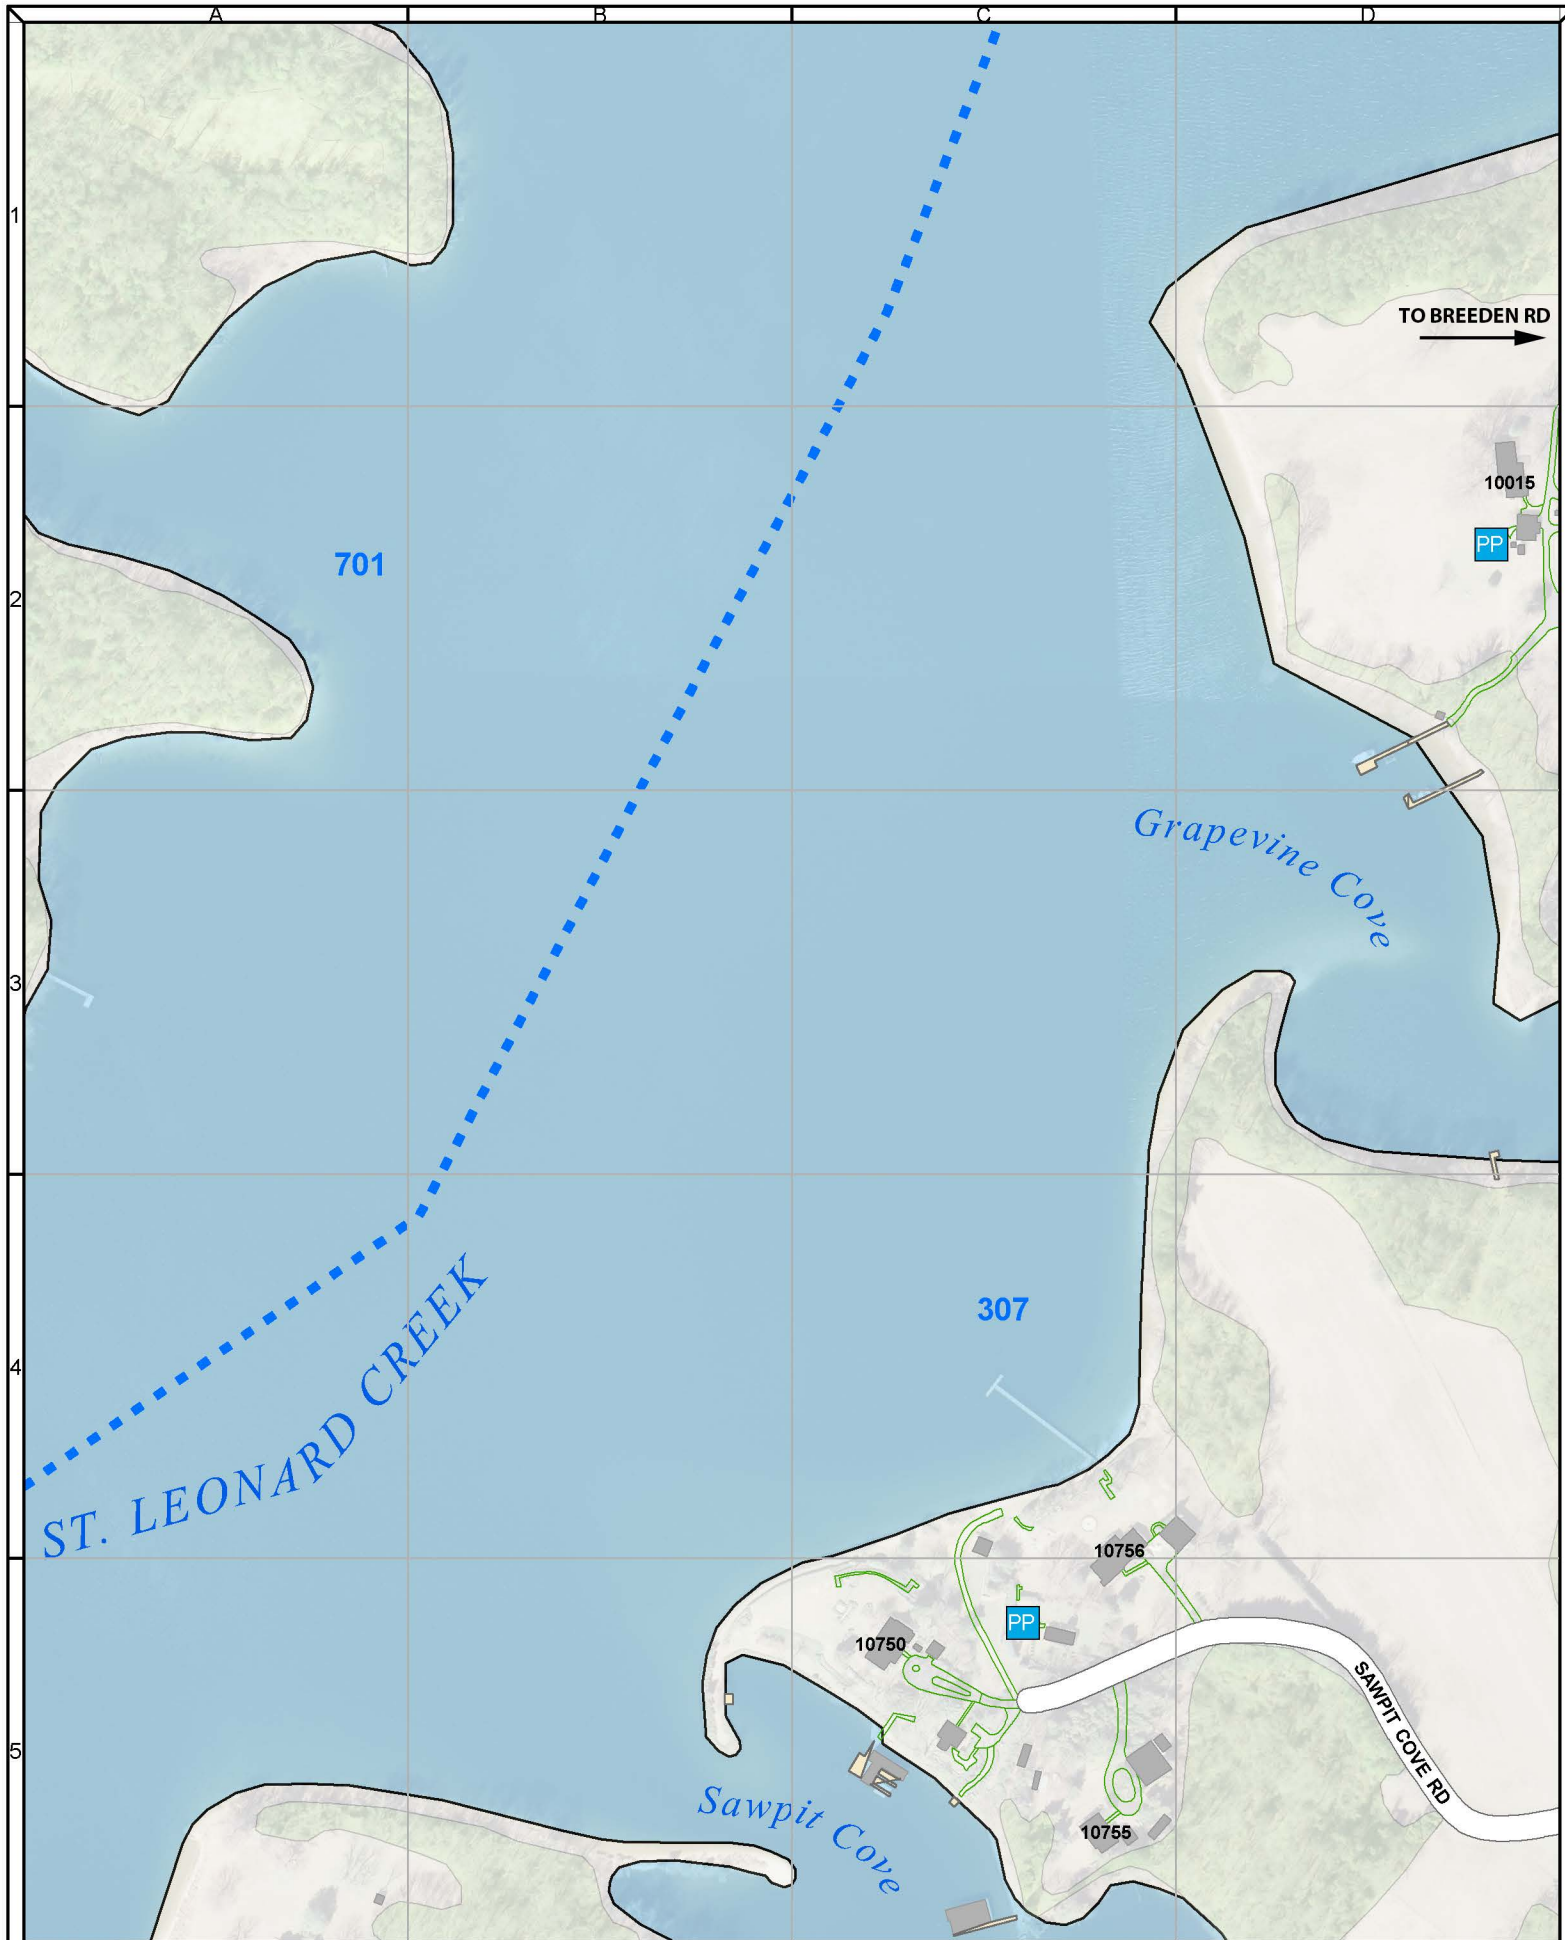 A
B
C
D
1
TO BREEDEN RD
10015
PP
701
2
Grapevine Cove
3
307
4
ST. LEONARD CREEK
10756
PP
10750
SAWPIT COVE RD
5
Sawpit Cove
10755